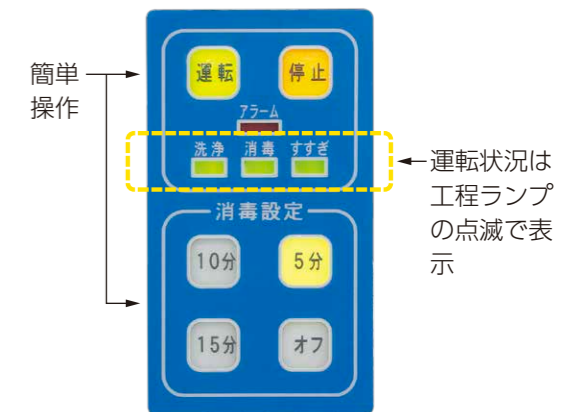 簡単
操作
運転
停止
アラーム
洗浄
消毒
すすぎ
運転状況は
工程ランプ
の点滅で表
示
消毒設定
10分
5分
15分
オフ